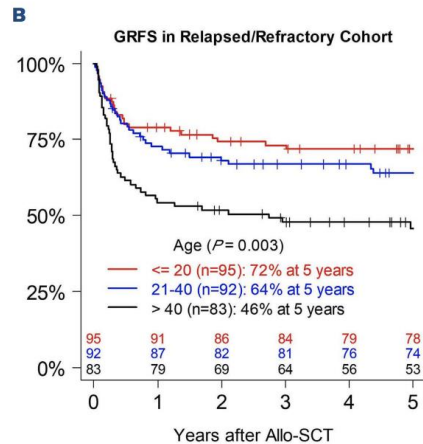 B
GRFS in Relapsed/Refractory Cohort
100%
75%
50%
25%
0%
Age (P = 0.003)
<= 20 (n=95): 72% at 5 years
21-40 (n=92): 64% at 5 years
> 40 (n=83): 46% at 5 years
95 91 86 84 79 78
92 87 82 81 76 74
83 79 69 64 56 53
0 1 2 3 4 5
Years after Allo-SCT